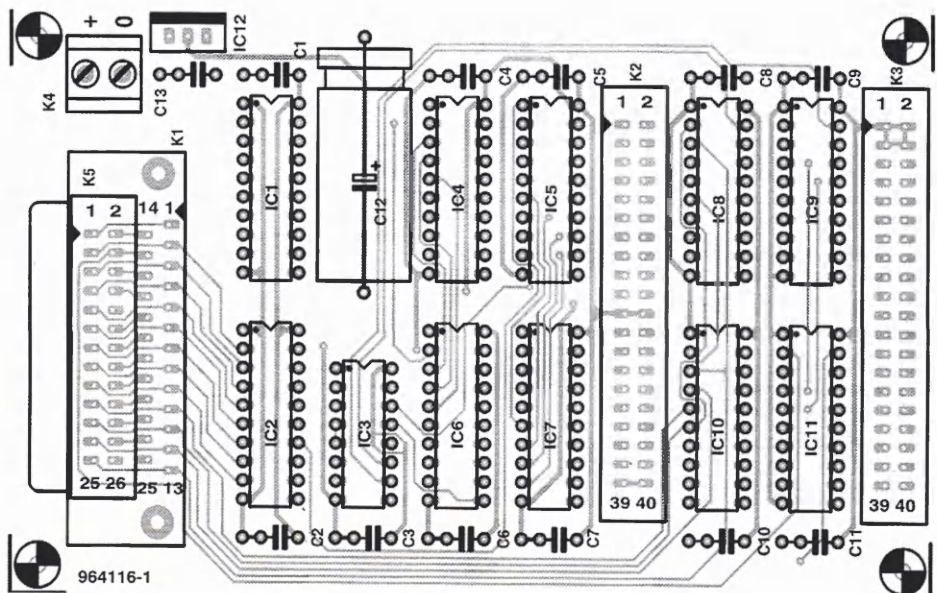 + 0
K4
IC12
C13
C1
C4
C5
K2
C8
C9
K3
K1
K5
1 2 14 1
25 26 25 13
IC1
C12
+
IC4
IC5
1 2
39 40
IC8
IC9
1 2
39 40
IC2
IC3
IC6
IC7
IC10
IC11
C2
C3
C6
C7
C10
C11
964116-1